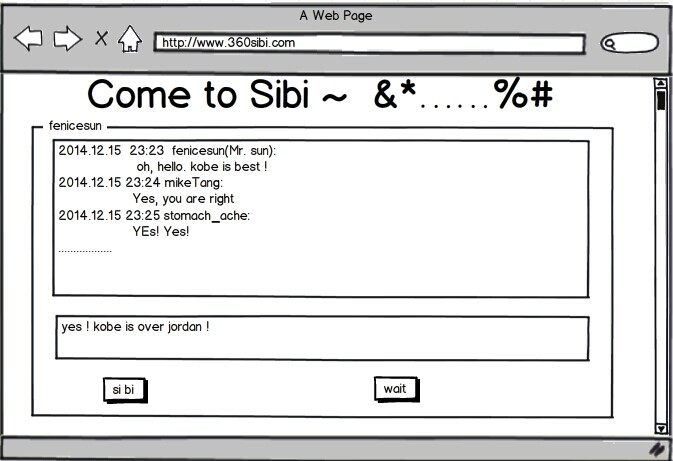 A Web Page
http://www.360sibi.com
Come to Sibi ~ &*......%#
fenicesun
2014.12.15 23:23 fenicesun(Mr. sun):
oh, hello. kobe is best !
2014.12.15 23:24 mikeTang:
Yes, you are right
2014.12.15 23:25 stomach_ache:
YEs! Yes!
..................
yes ! kobe is over jordan !
si bi
wait